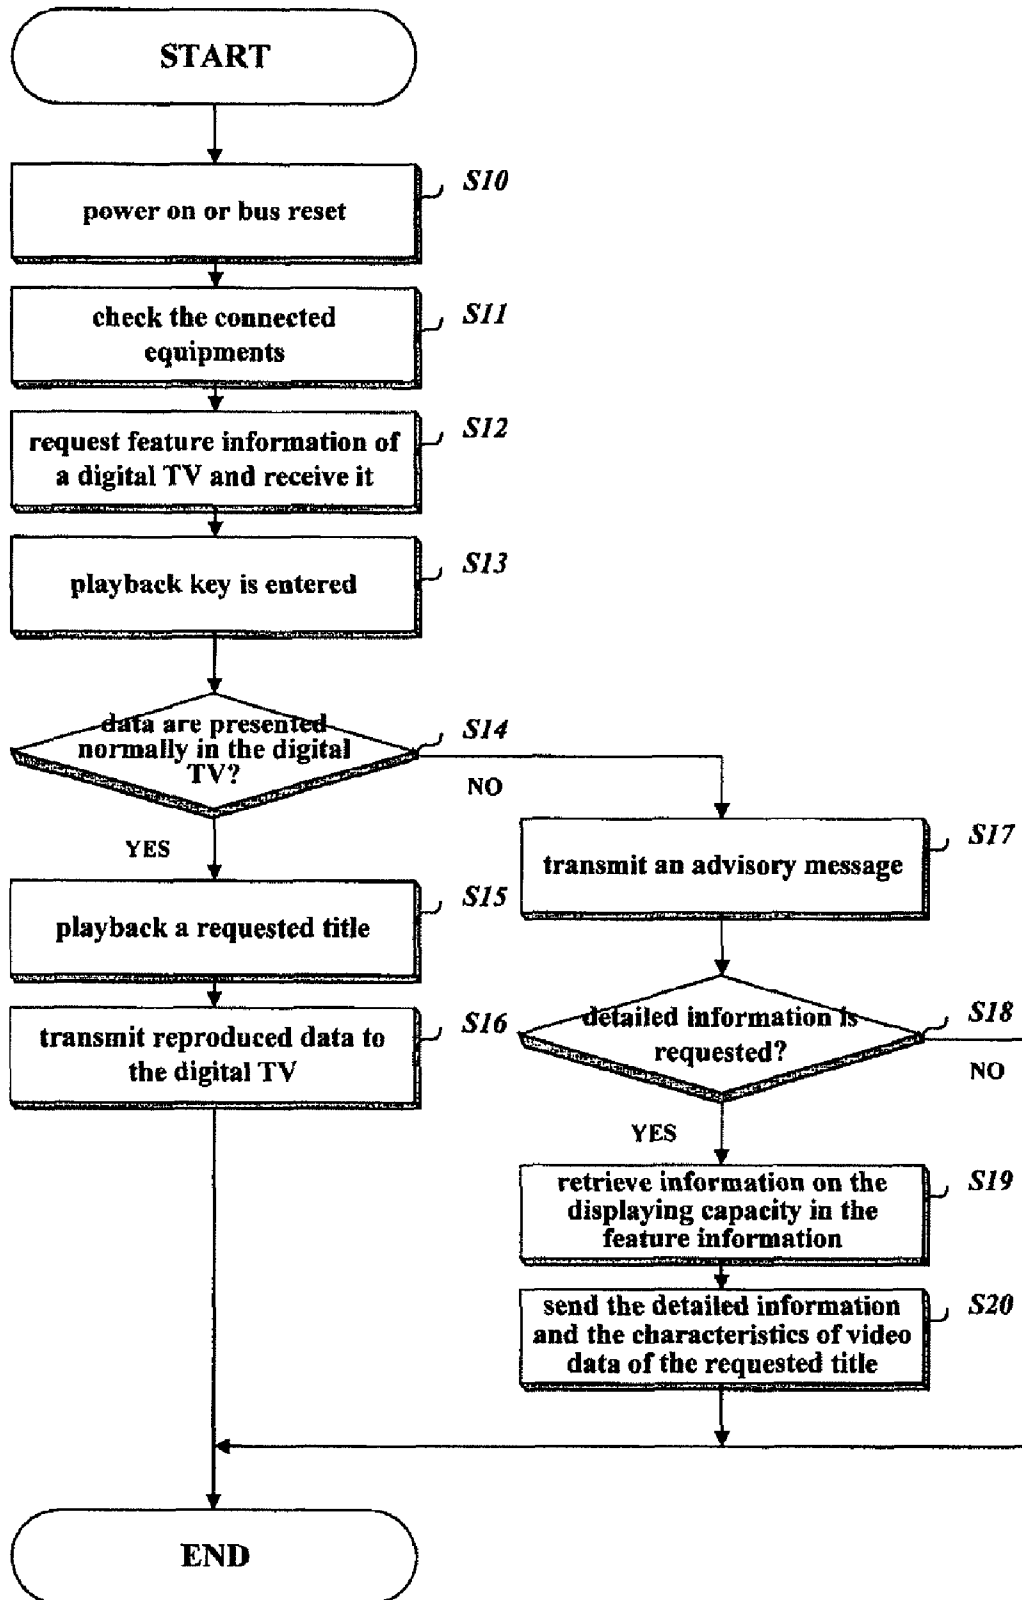 START
S10
power on or bus reset
S11
check the connected
equipments
S12
request feature information of
a digital TV and receive it
S13
playback key is entered
S14
data are presented
normally in the digital
TV?
NO
YES
S17
transmit an advisory message
S15
playback a requested title
S16
transmit reproduced data to
the digital TV
S18
detailed information is
requested?
NO
YES
S19
retrieve information on the
displaying capacity in the
feature information
S20
send the detailed information
and the characteristics of video
data of the requested title
END